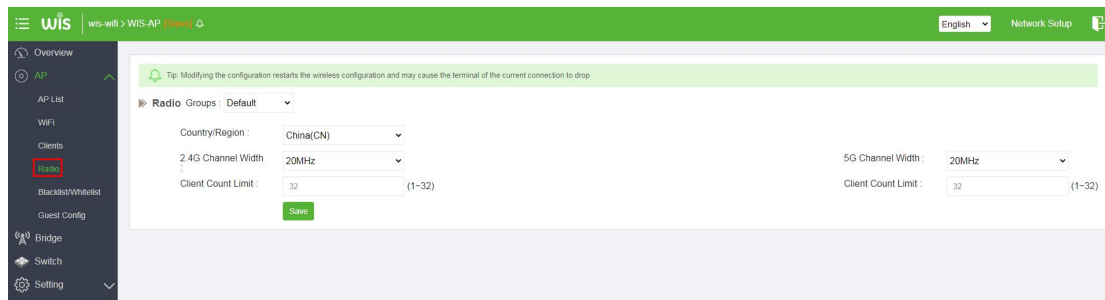 wis wis-wifi > WIS-AP English Network Setup
Overview
AP
AP List
WiFi
Clients
Radio
Blacklist/Whitelist
Guest Config
Bridge
Switch
Setting
Tip: Modifying the configuration restarts the wireless configuration and may cause the terminal of the current connection to drop
Radio Groups : Default
Country/Region : China(CN)
2.4G Channel Width : 20MHz 5G Channel Width : 20MHz
Client Count Limit : 32 (1~32) Client Count Limit : 32 (1~32)
Save